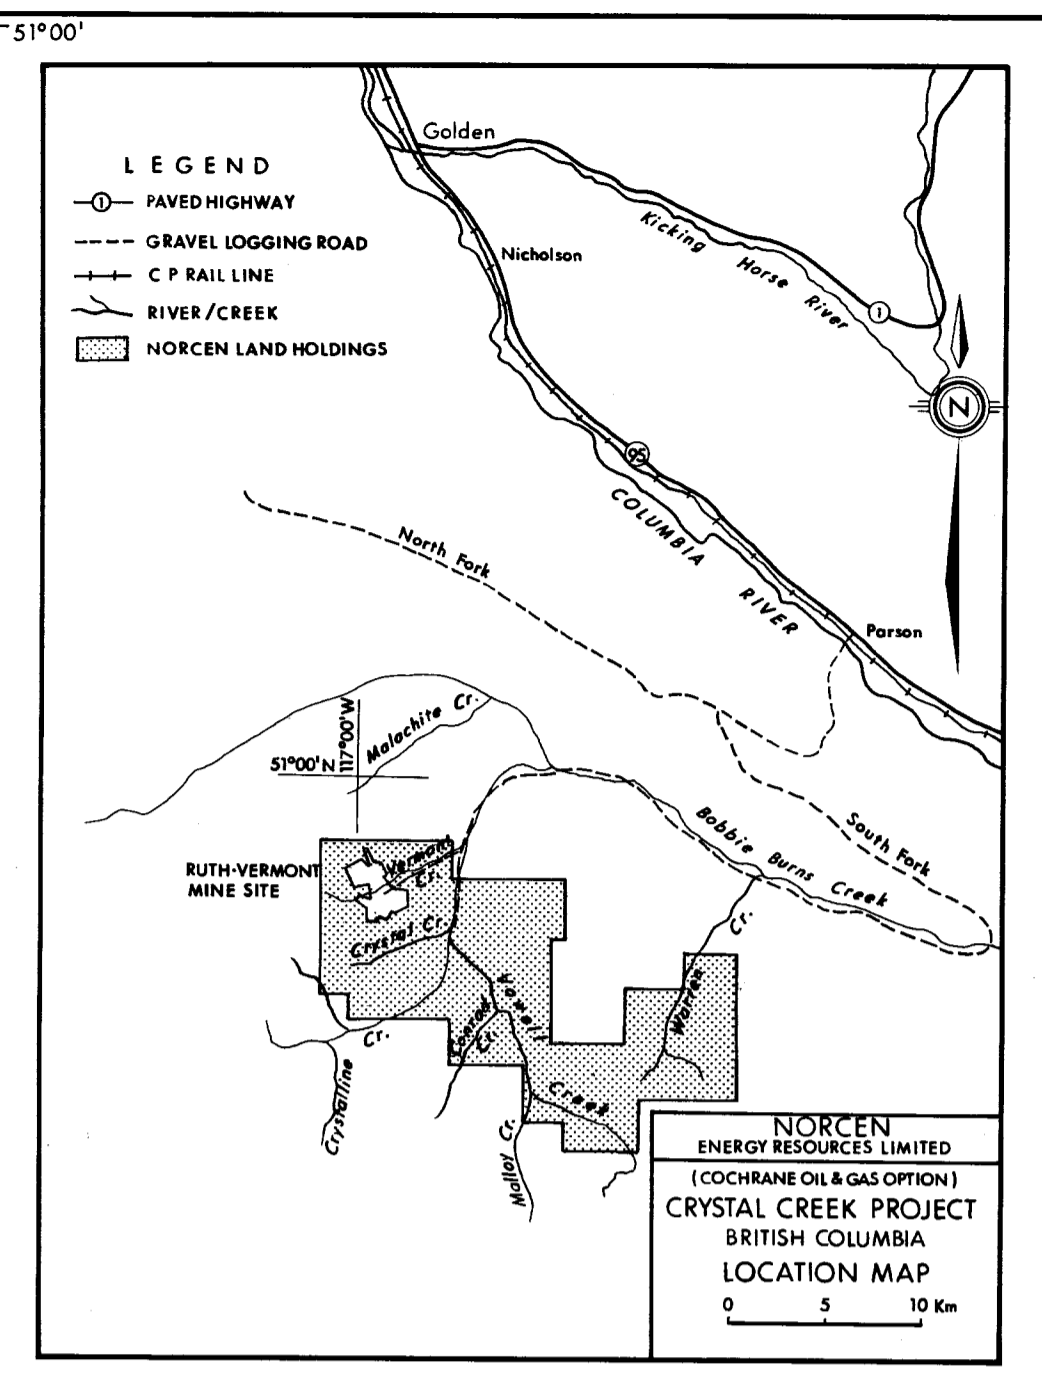 51°00'
Golden
LEGEND
1 PAVED HIGHWAY
GRAVEL LOGGING ROAD
C P RAIL LINE
RIVER/CREEK
NORCEN LAND HOLDINGS
Kicking Horse River
Nicholson
1
N
95
COLUMBIA RIVER
North Fork
Parson
Malachite Cr.
117°00'W
51°00'N
South Fork
Bobbie Burns Creek
RUTH-VERMONT
MINE SITE
Vermont
Cr.
Crystal Cr.
Warren Cr.
Vowell Creek
Conrad
Cr.
Crystalline Cr.
Malloy Cr.
NORCEN
ENERGY RESOURCES LIMITED
(COCHRANE OIL & GAS OPTION)
CRYSTAL CREEK PROJECT
BRITISH COLUMBIA
LOCATION MAP
0 5 10 Km